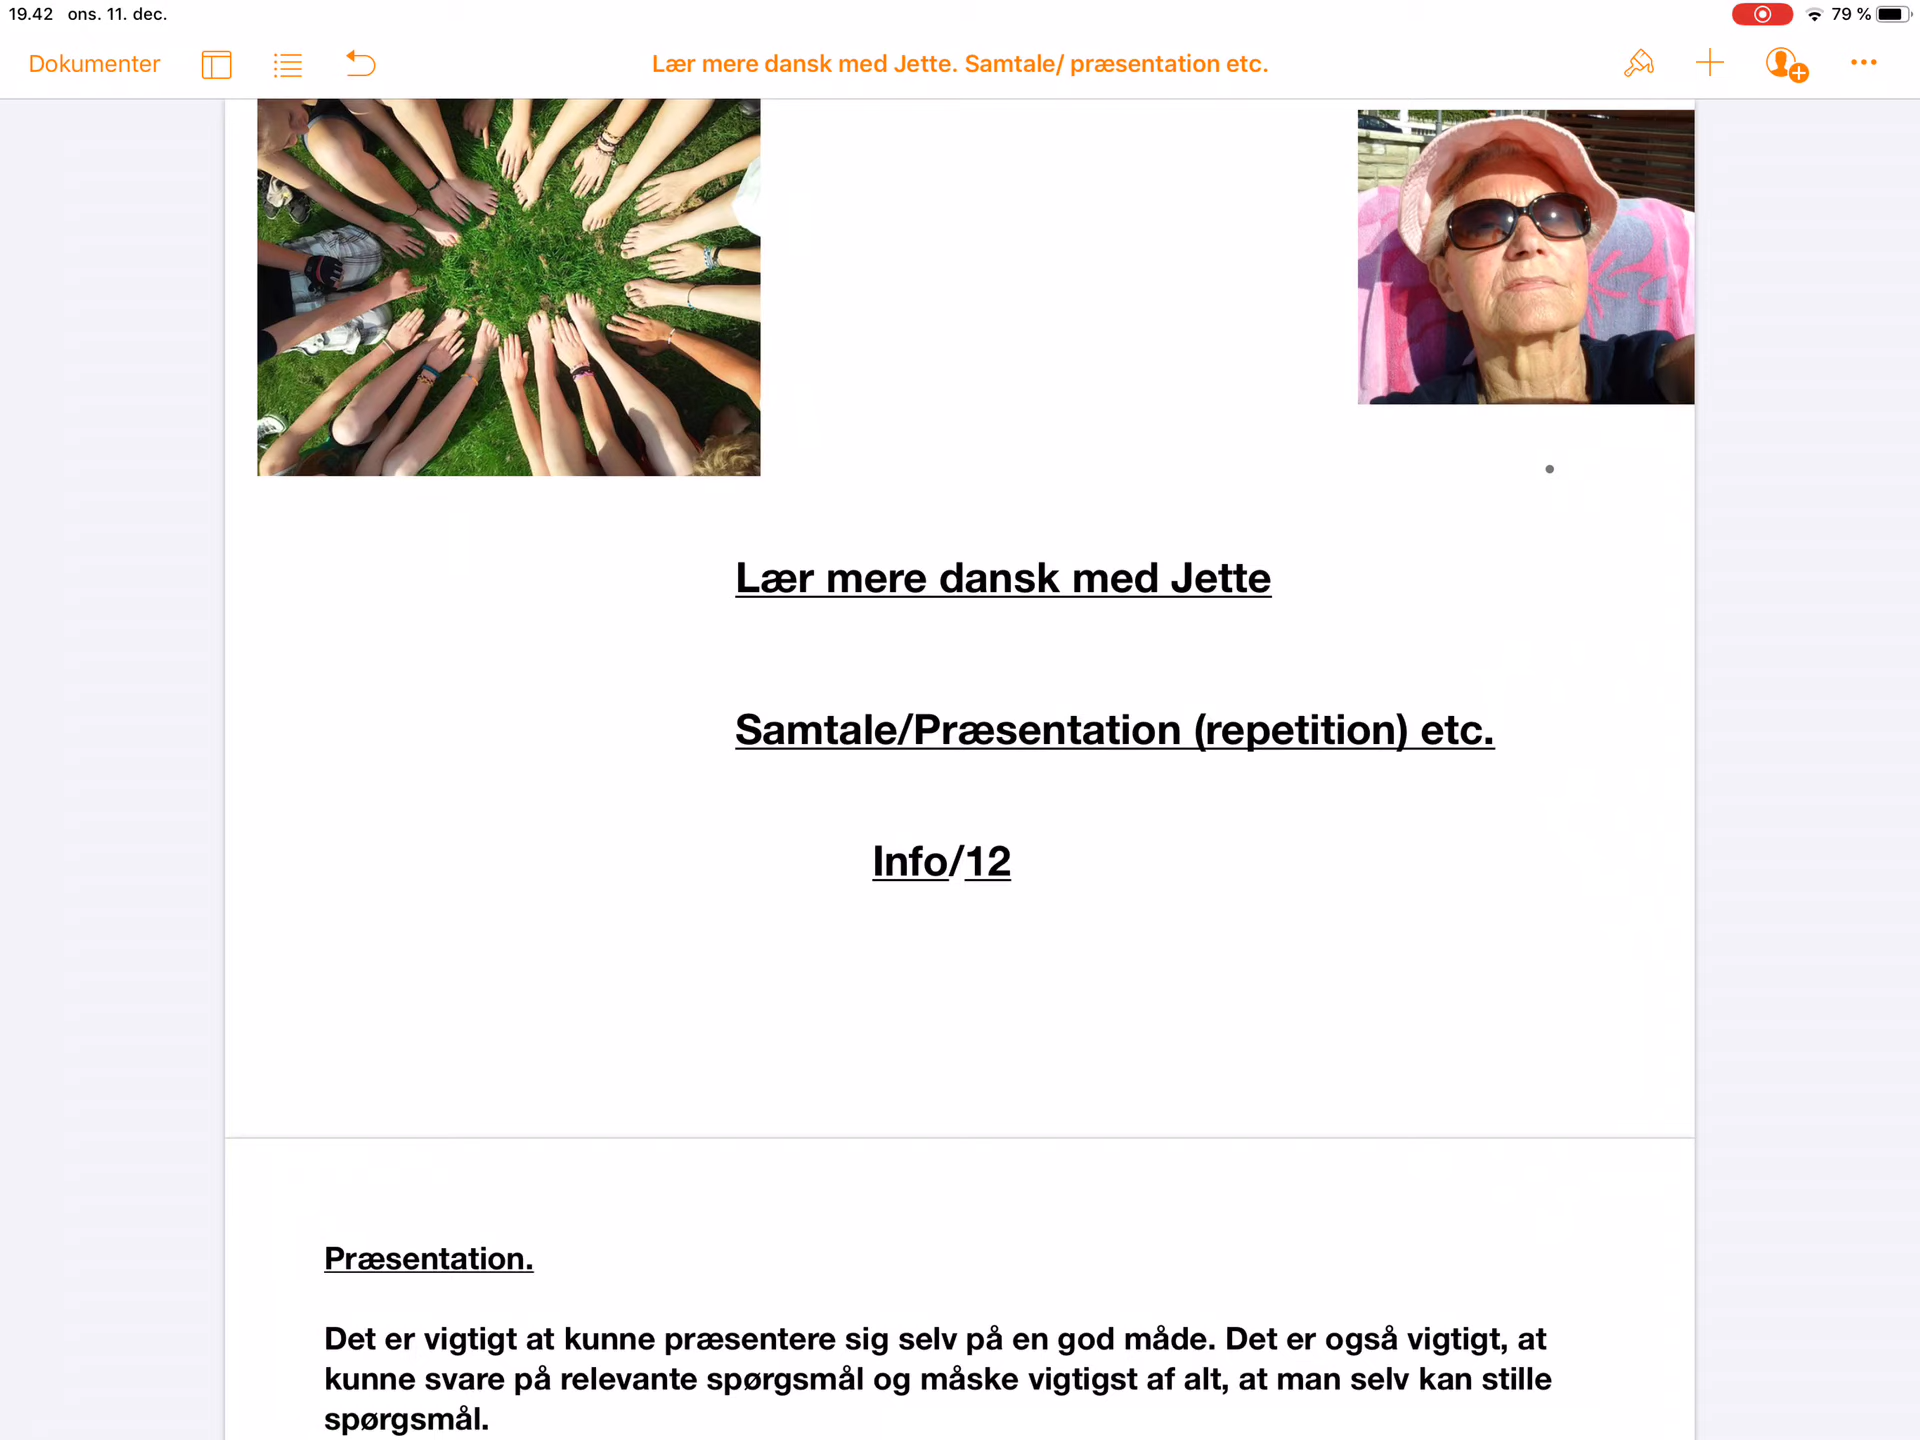 19.42 ons. 11. dec.
79 %
Dokumenter
Lær mere dansk med Jette. Samtale/ præsentation etc.
Lær mere dansk med Jette
Samtale/Præsentation (repetition) etc.
Info/12
Præsentation.
Det er vigtigt at kunne præsentere sig selv på en god måde. Det er også vigtigt, at
kunne svare på relevante spørgsmål og måske vigtigst af alt, at man selv kan stille
spørgsmål.